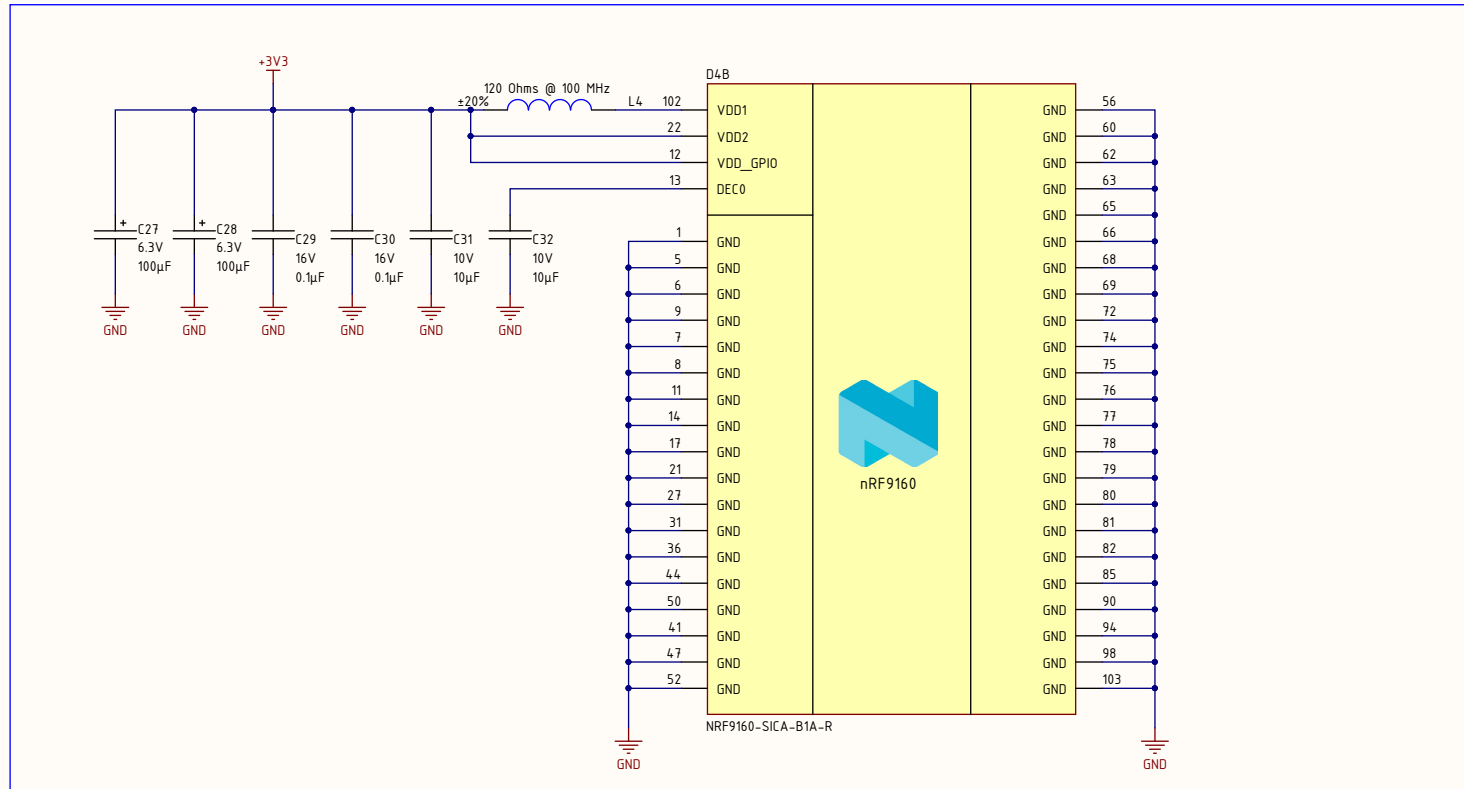 +3V3
±20%
120 Ohms @ 100 MHz
L4
C27
6.3V
100µF
GND
C28
6.3V
100µF
GND
C29
16V
0.1µF
GND
C30
16V
0.1µF
GND
C31
10V
10µF
GND
C32
10V
10µF
GND
D4B
102 VDD1
22 VDD2
12 VDD_GPIO
13 DEC0
1 GND
5 GND
6 GND
9 GND
7 GND
8 GND
11 GND
14 GND
17 GND
21 GND
27 GND
31 GND
36 GND
44 GND
50 GND
41 GND
47 GND
52 GND
GND
nRF9160
GND 56
GND 60
GND 62
GND 63
GND 65
GND 66
GND 68
GND 69
GND 72
GND 74
GND 75
GND 76
GND 77
GND 78
GND 79
GND 80
GND 81
GND 82
GND 85
GND 90
GND 94
GND 98
GND 103
GND
NRF9160-SICA-B1A-R